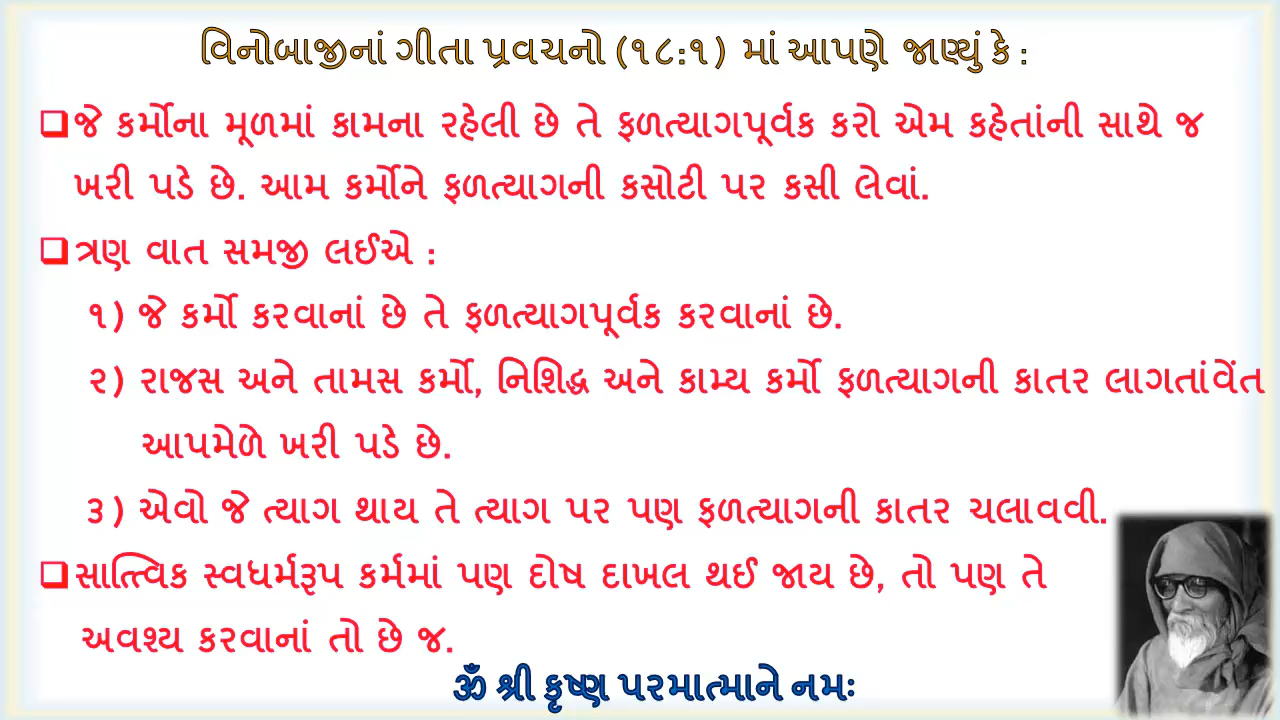 વિનોબાજીનાં ગીતા પ્રવચનો (૧૮:૧) માં આપણે જાણ્યું કે :
❑જે કર્મોના મૂળમાં કામના રહેલી છે તે ફળત્યાગપૂર્વક કરો એમ કહેતાંની સાથે જ
ખરી પડે છે. આમ કર્મોને ફળત્યાગની કસોટી પર કસી લેવાં.
❑ત્રણ વાત સમજી લઈએ :
૧) જે કર્મો કરવાનાં છે તે ફળત્યાગપૂર્વક કરવાનાં છે.
૨) રાજસ અને તામસ કર્મો, નિશિદ્ધ અને કામ્ય કર્મો ફળત્યાગની કાતર લાગતાંવેંત
આપમેળે ખરી પડે છે.
૩) એવો જે ત્યાગ થાય તે ત્યાગ પર પણ ફળત્યાગની કાતર ચલાવવી.
❑સાત્ત્વિક સ્વધર્મરૂપ કર્મમાં પણ દોષ દાખલ થઈ જાય છે, તો પણ તે
અવશ્ય કરવાનાં તો છે જ.
ૐ શ્રી કૃષ્ણ પરમાત્માને નમઃ